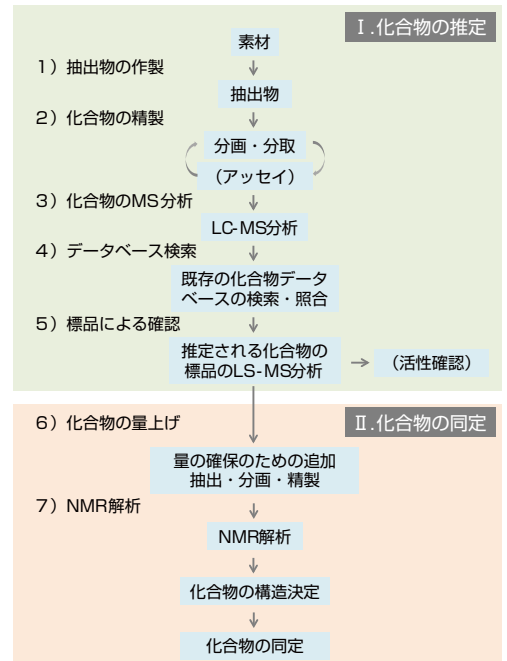 Ⅰ.化合物の推定
素材
1）抽出物の作製
抽出物
2）化合物の精製
分画・分取
（アッセイ）
3）化合物のMS分析
LC-MS分析
4）データベース検索
既存の化合物データ
ベースの検索・照合
5）標品による確認
推定される化合物の
標品のLS-MS分析
（活性確認）
6）化合物の量上げ
Ⅱ.化合物の同定
量の確保のための追加
抽出・分画・精製
7）NMR解析
NMR解析
化合物の構造決定
化合物の同定